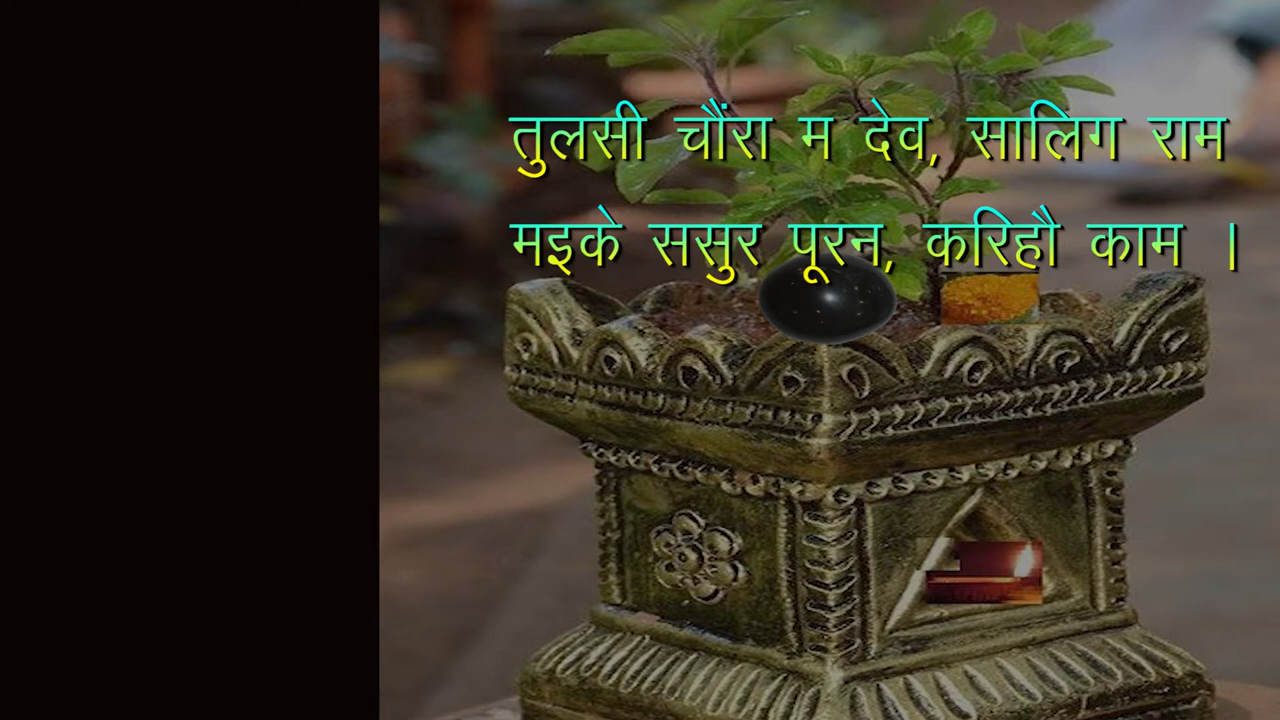 तुलसी चौंरा म देव, सालिग राम
मइके ससुर पूरन, करिहौ काम ।